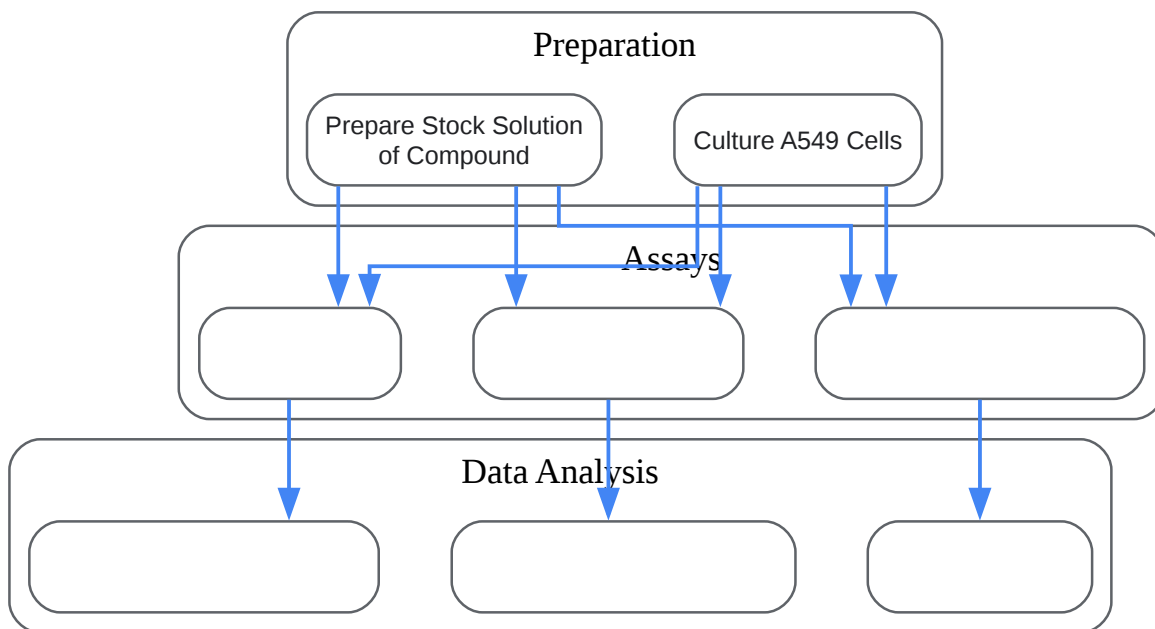 Preparation
Prepare Stock Solution
of Compound
Culture A549 Cells
Assays
Data Analysis